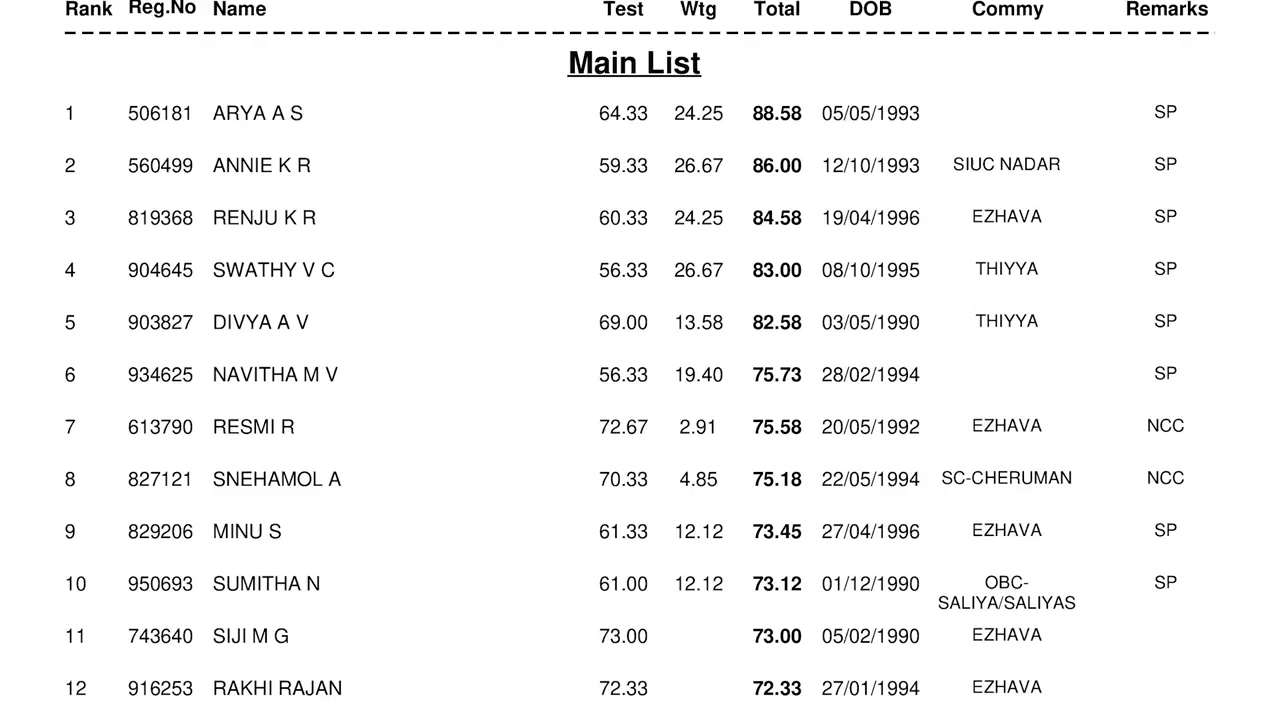 Rank Reg.No Name Test Wtg Total DOB Commy Remarks
Main List
1 506181 ARYA A S 64.33 24.25 88.58 05/05/1993 SP
2 560499 ANNIE K R 59.33 26.67 86.00 12/10/1993 SIUC NADAR SP
3 819368 RENJU K R 60.33 24.25 84.58 19/04/1996 EZHAVA SP
4 904645 SWATHY V C 56.33 26.67 83.00 08/10/1995 THIYYA SP
5 903827 DIVYA A V 69.00 13.58 82.58 03/05/1990 THIYYA SP
6 934625 NAVITHA M V 56.33 19.40 75.73 28/02/1994 SP
7 613790 RESMI R 72.67 2.91 75.58 20/05/1992 EZHAVA NCC
8 827121 SNEHAMOL A 70.33 4.85 75.18 22/05/1994 SC-CHERUMAN NCC
9 829206 MINU S 61.33 12.12 73.45 27/04/1996 EZHAVA SP
10 950693 SUMITHA N 61.00 12.12 73.12 01/12/1990 OBC- SP
SALIYA/SALIYAS
11 743640 SIJI M G 73.00 73.00 05/02/1990 EZHAVA
12 916253 RAKHI RAJAN 72.33 72.33 27/01/1994 EZHAVA